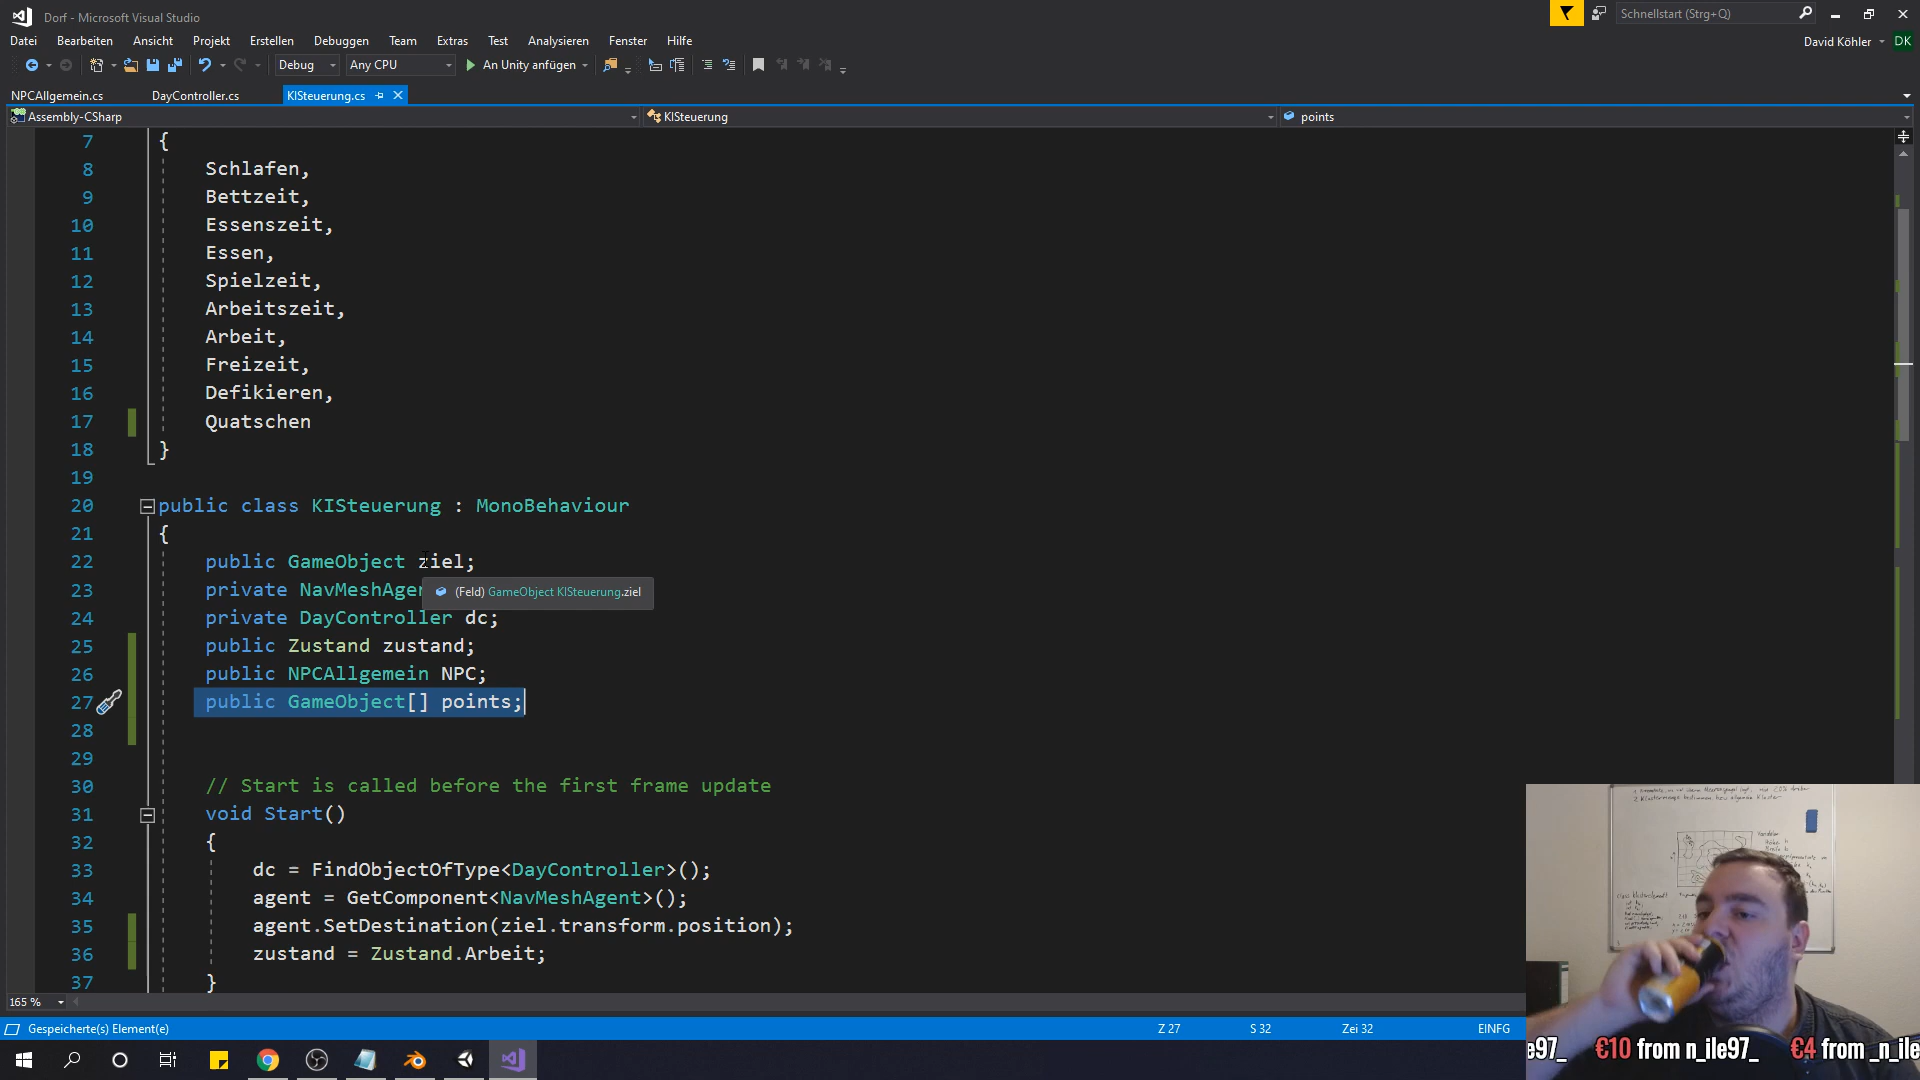 Dorf - Microsoft Visual Studio
Schnellstart (Strg+Q)
Datei Bearbeiten Ansicht Projekt Erstellen Debuggen Team Extras Test Analysieren Fenster Hilfe
David Köhler DK
Debug Any CPU An Unity anfügen
NPCAllgemein.cs DayController.cs KISteuerung.cs
Assembly-CSharp KISteuerung points
7 {
8 Schlafen,
9 Bettzeit,
10 Essenszeit,
11 Essen,
12 Spielzeit,
13 Arbeitszeit,
14 Arbeit,
15 Freizeit,
16 Defikieren,
17 Quatschen
18 }
19
20 public class KISteuerung : MonoBehaviour
21 {
22 public GameObject ziel;
23 private NavMeshAgen
(Feld) GameObject KISteuerung.ziel
24 private DayController dc;
25 public Zustand zustand;
26 public NPCAllgemein NPC;
27 public GameObject[] points;
28
29
30 // Start is called before the first frame update
31 void Start()
32 {
33 dc = FindObjectOfType<DayController>();
34 agent = GetComponent<NavMeshAgent>();
35 agent.SetDestination(ziel.transform.position);
36 zustand = Zustand.Arbeit;
37 }
165 %
Gespeicherte(s) Element(e) Z 27 S 32 Zei 32 EINFG
ile97_ €10 from n_ile97_ €4 from _n_ile